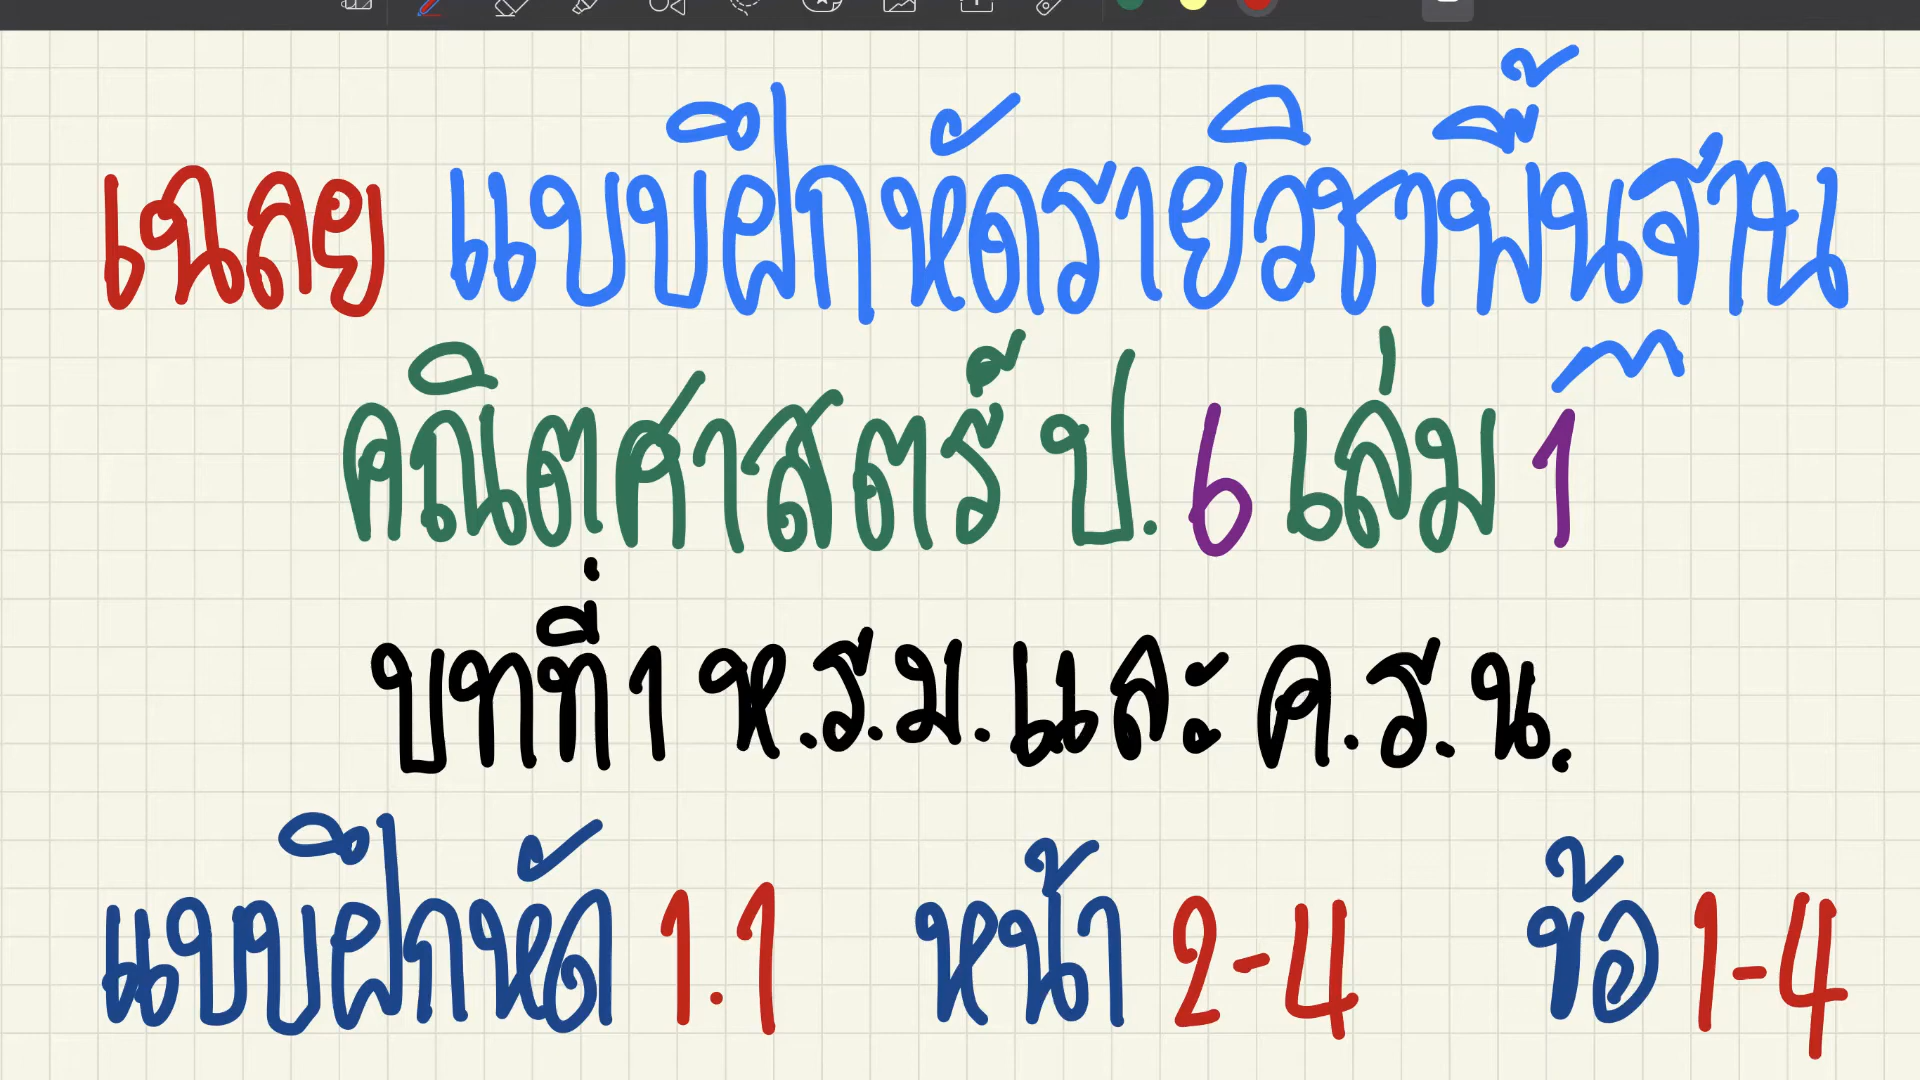 เฉลย แบบฝึกหัดรายวิชาพื้นฐาน
คณิตศาสตร์ ป.6 เล่ม 1
บทที่ 1 ห.ร.ม. และ ค.ร.น.
แบบฝึกหัด 1.1 หน้า 2-4 ข้อ 1-4